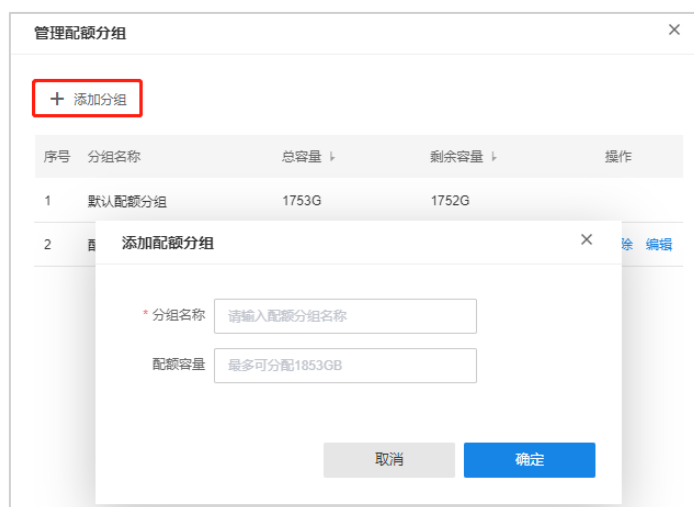 管理配额分组
添加分组
序号 分组名称 总容量 剩余容量 操作
1 默认配额分组 1753G 1752G
2 编辑
添加配额分组
* 分组名称 请输入配额分组名称
配额容量 最多可分配1853GB
取消 确定